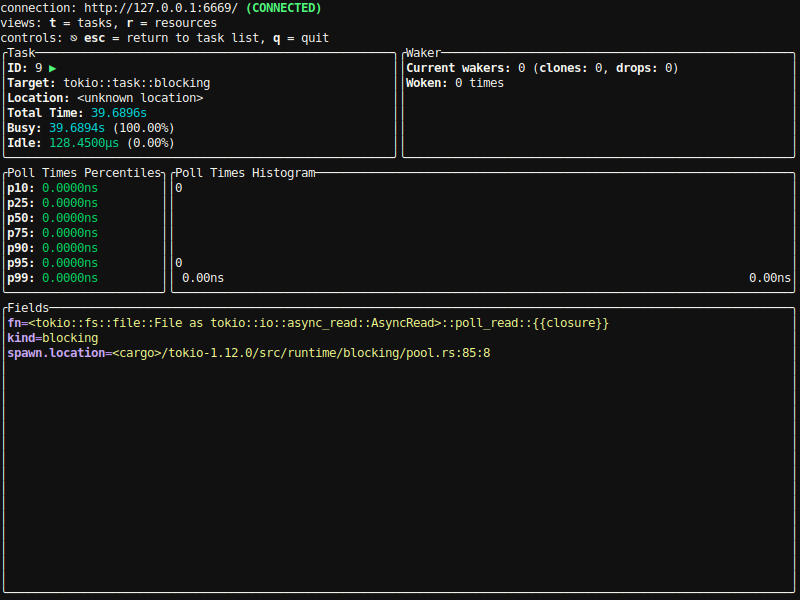 connection: http://127.0.0.1:6669/ (CONNECTED)
views: t = tasks, r = resources
controls: ⎋ esc = return to task list, q = quit
Task
ID: 9 ▶
Target: tokio::task::blocking
Location: <unknown location>
Total Time: 39.6896s
Busy: 39.6894s (100.00%)
Idle: 128.4500µs (0.00%)
Waker
Current wakers: 0 (clones: 0, drops: 0)
Woken: 0 times
Poll Times Percentiles
p10: 0.0000ns
p25: 0.0000ns
p50: 0.0000ns
p75: 0.0000ns
p90: 0.0000ns
p95: 0.0000ns
p99: 0.0000ns
Poll Times Histogram
0
0
0.00ns 0.00ns
Fields
fn=<tokio::fs::file::File as tokio::io::async_read::AsyncRead>::poll_read::{{closure}}
kind=blocking
spawn.location=<cargo>/tokio-1.12.0/src/runtime/blocking/pool.rs:85:8